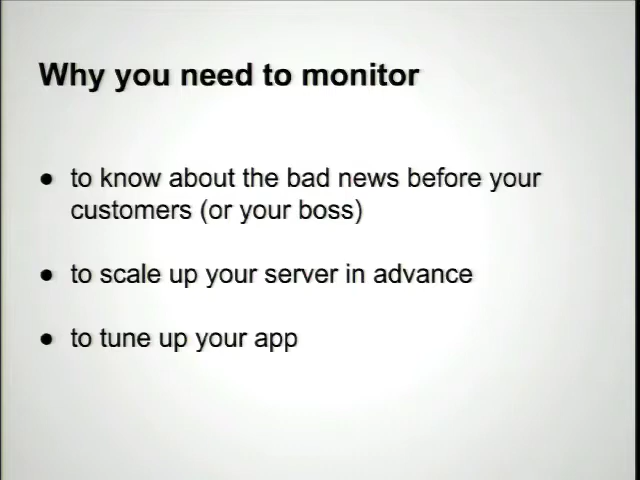 Why you need to monitor
● to know about the bad news before your
customers (or your boss)
● to scale up your server in advance
● to tune up your app